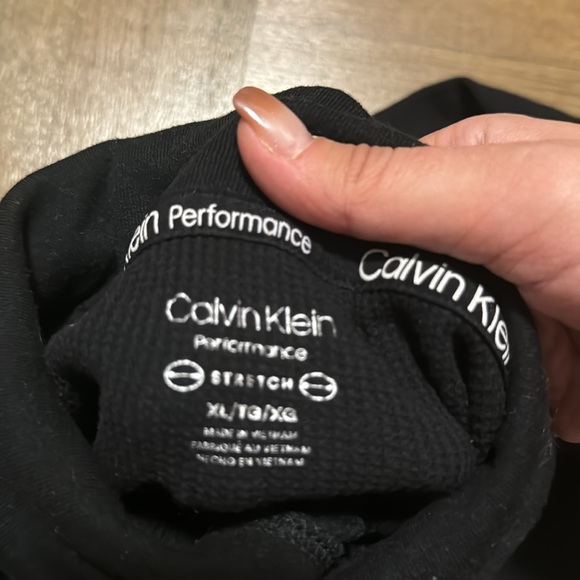 lein Performance
Calvin Klein
Calvin Klein
Performance
STRETCH
XL/TG/XG
MADE IN VIETNAM
FABRIQUÉ AU VIETNAM
HECHO EN VIETNAM